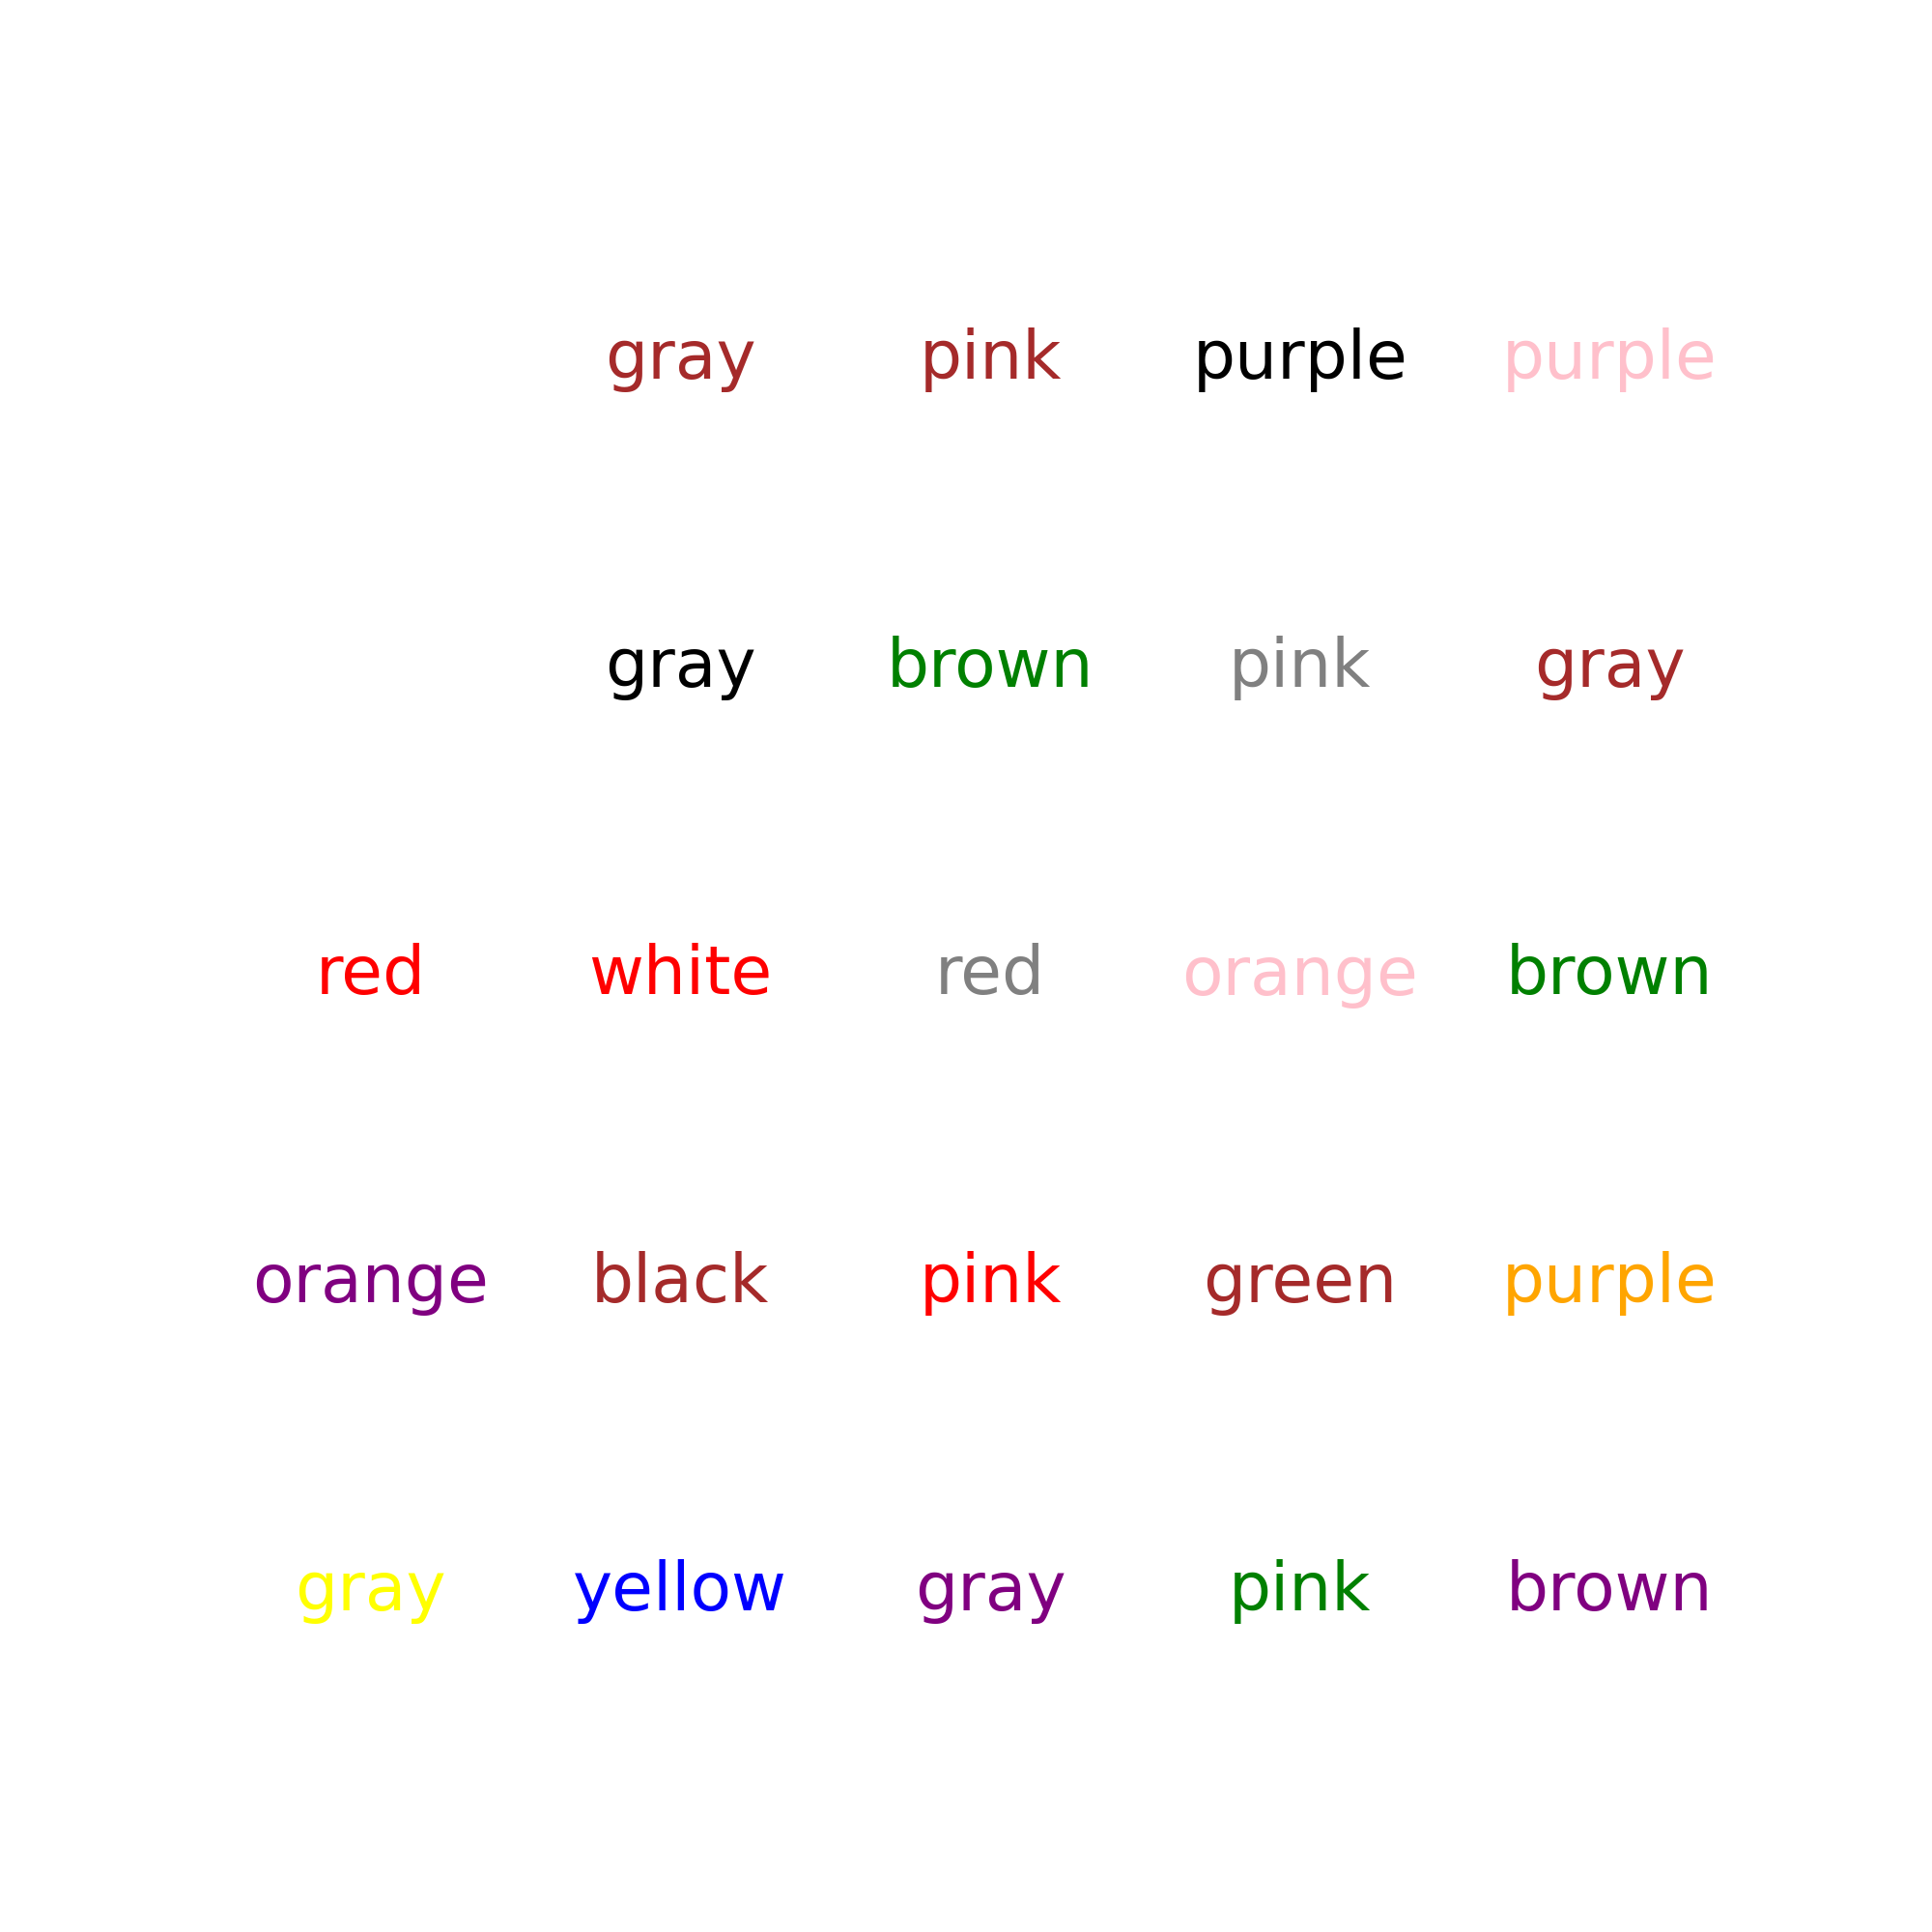 gray pink purple purple
gray brown pink gray
red white red orange brown
orange black pink green purple
gray yellow gray pink brown